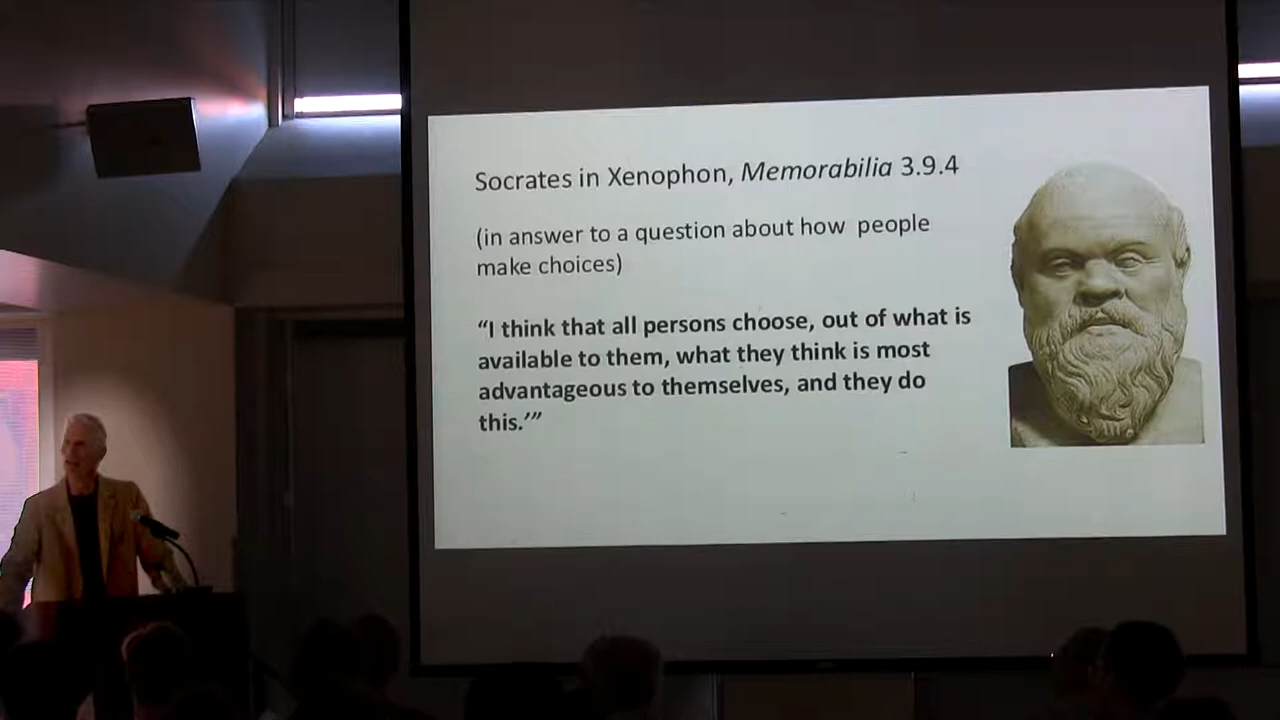 Socrates in Xenophon, Memorabilia 3.9.4
(in answer to a question about how people
make choices)
“I think that all persons choose, out of what is
available to them, what they think is most
advantageous to themselves, and they do
this.’”